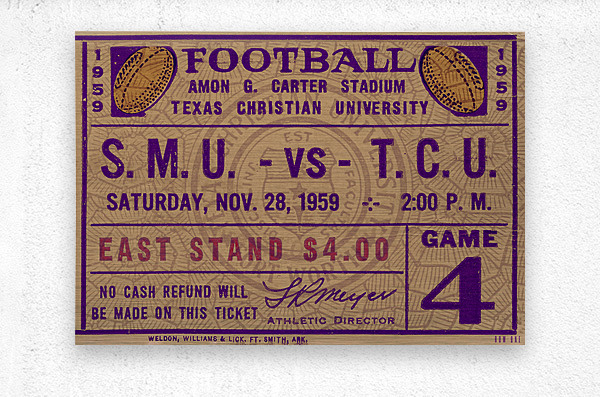 FOOTBALL
1959
1959
AMON G. CARTER STADIUM
TEXAS CHRISTIAN UNIVERSITY
S. M. U. - VS - T. C. U.
SATURDAY, NOV. 28, 1959 -:- 2:00 P. M.
EAST STAND $4.00
GAME
4
NO CASH REFUND WILL
BE MADE ON THIS TICKET
L R Meyer
ATHLETIC DIRECTOR
WELDON, WILLIAMS & LICK. FT. SMITH, ARK.